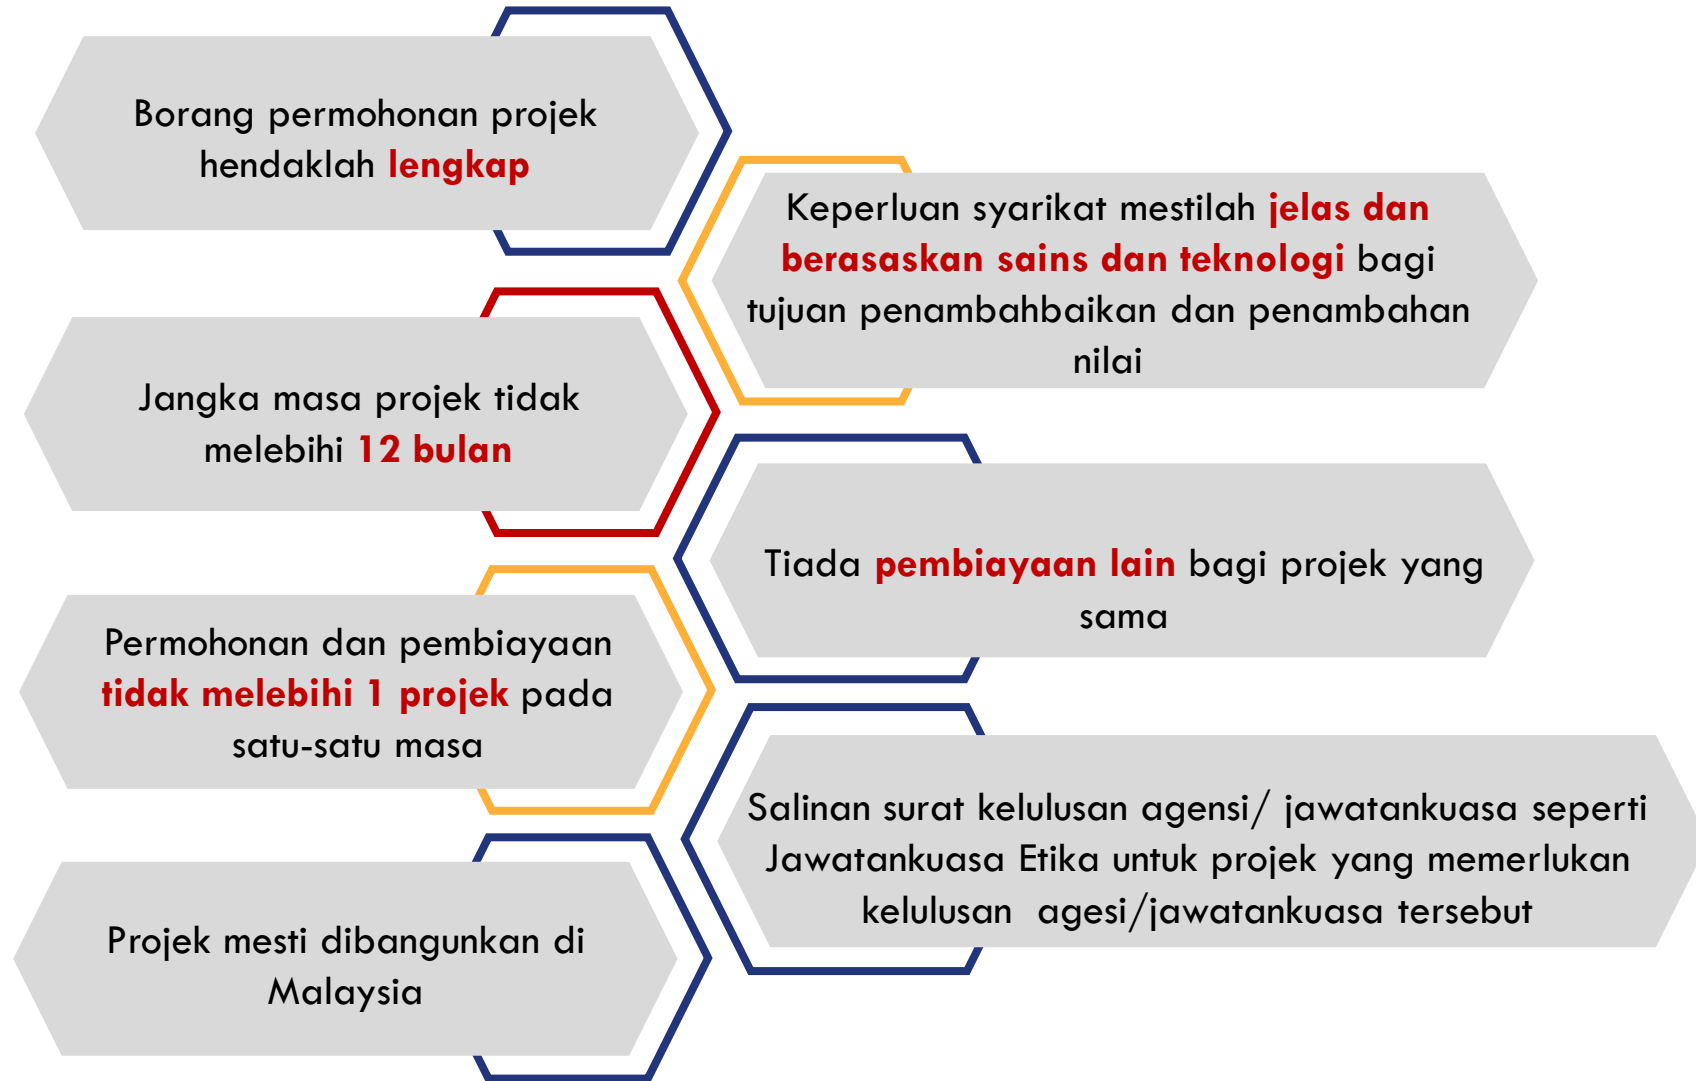 Borang permohonan projek
hendaklah lengkap
Keperluan syarikat mestilah jelas dan
berasaskan sains dan teknologi bagi
tujuan penambahbaikan dan penambahan
nilai
Jangka masa projek tidak
melebihi 12 bulan
Tiada pembiayaan lain bagi projek yang
sama
Permohonan dan pembiayaan
tidak melebihi 1 projek pada
satu-satu masa
Salinan surat kelulusan agensi/ jawatankuasa seperti
Jawatankuasa Etika untuk projek yang memerlukan
kelulusan  agesi/jawatankuasa tersebut
Projek mesti dibangunkan di
Malaysia